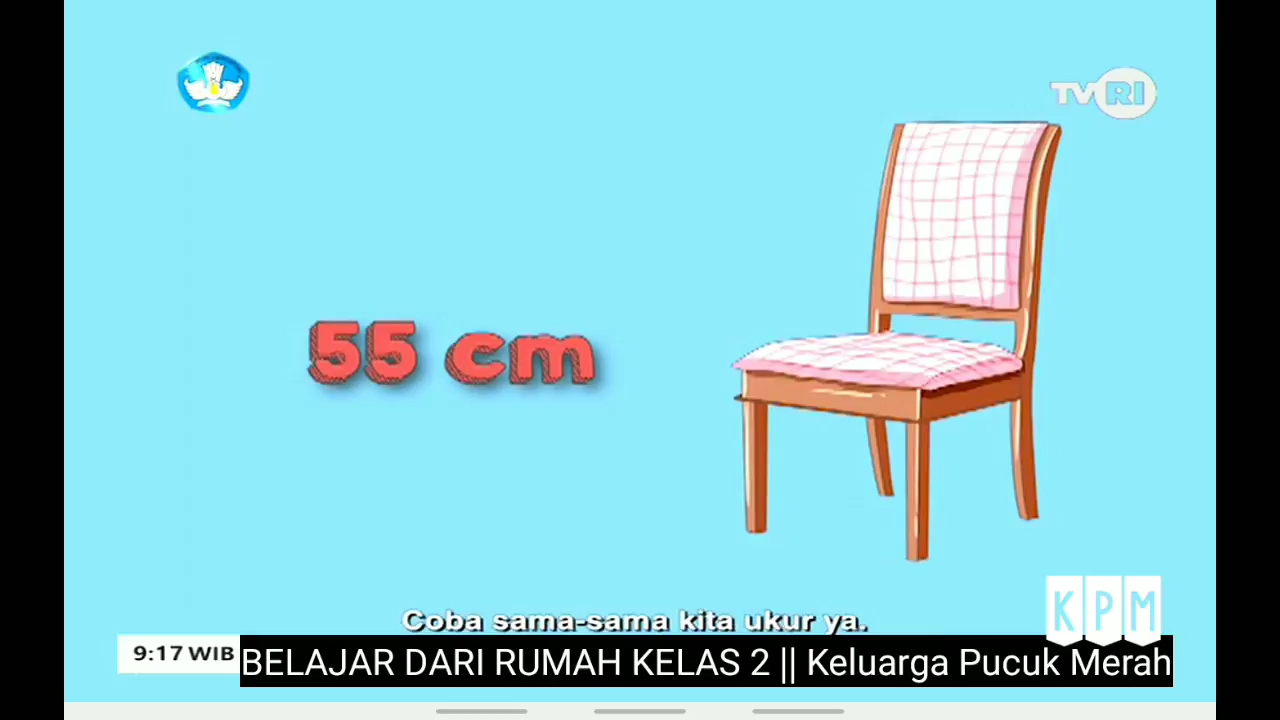 TVRI
55 cm
Coba sama-sama kita ukur ya.
KPM
9:17 WIB
BELAJAR DARI RUMAH KELAS 2 || Keluarga Pucuk Merah